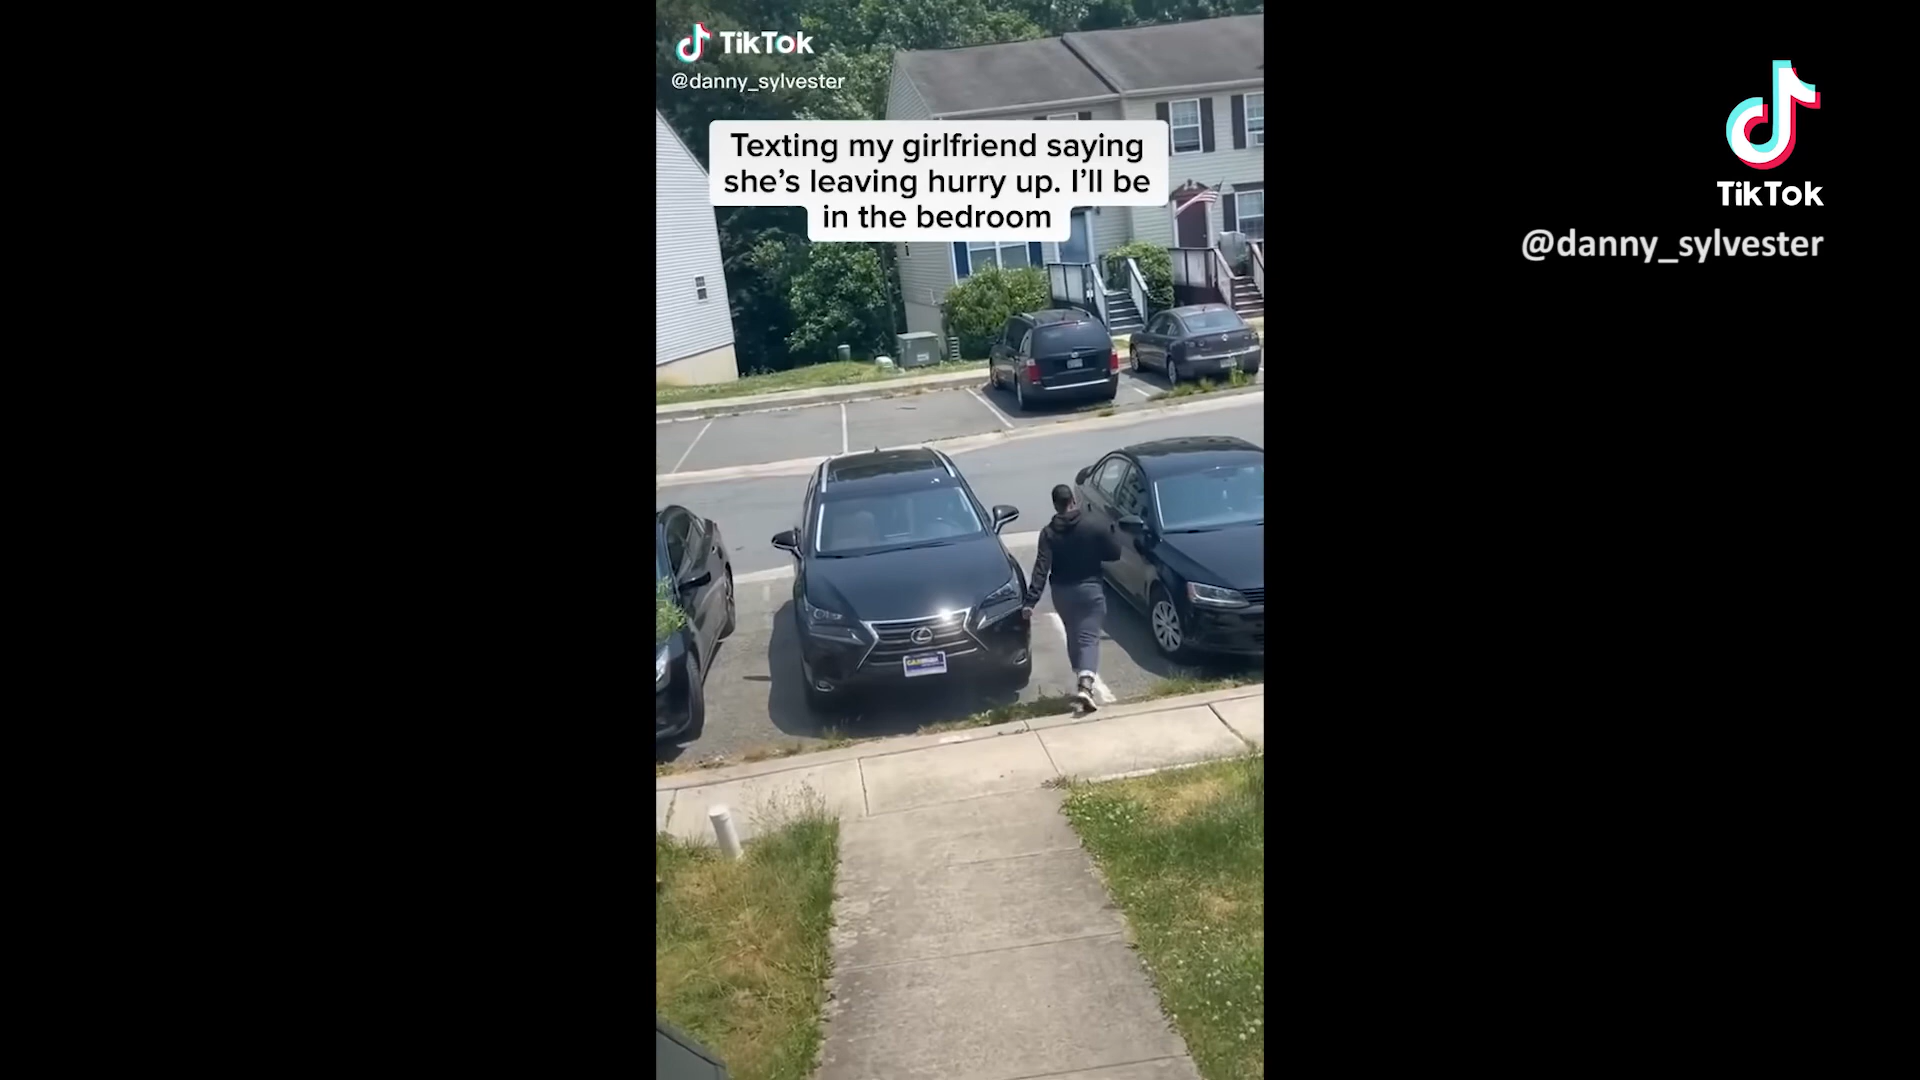 TikTok
@danny_sylvester
Texting my girlfriend saying
she's leaving hurry up. I'll be
in the bedroom
TikTok
@danny_sylvester